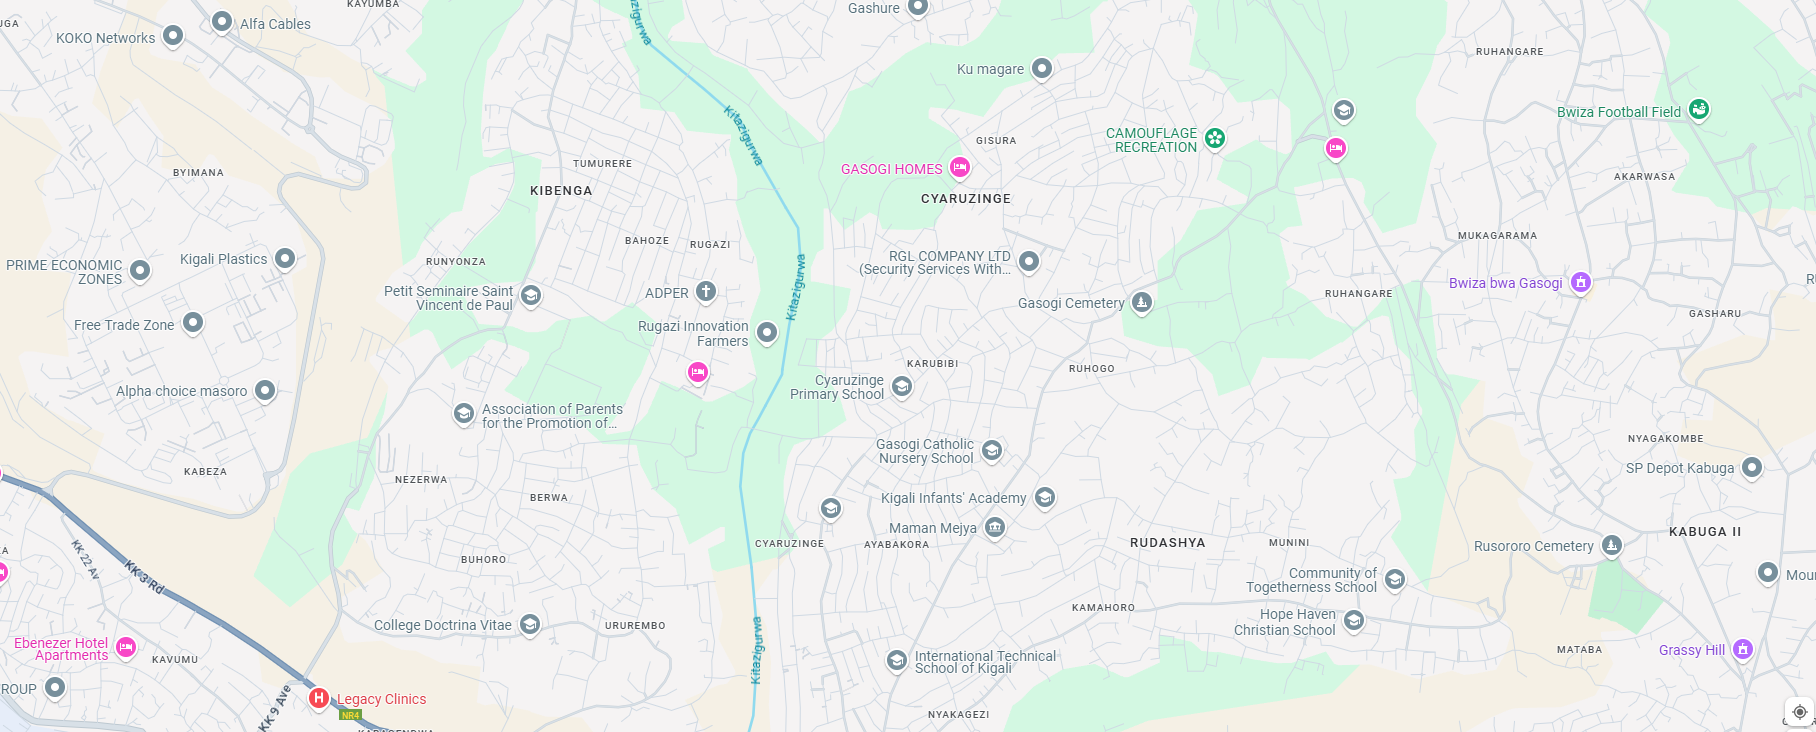 KAYUMBA
Gashure
Alfa Cables
KOKO Networks
Kitazigurwa
RUHANGARE
Ku magare
Bwiza Football Field
Kitazigurwa
CAMOUFLAGE
RECREATION
GISURA
TUMURERE
GASOGI HOMES
BYIMANA
AKARWASA
KIBENGA
CYARUZINGE
MUKAGARAMA
BAHOZE
RUGAZI
RUNYONZA
RGL COMPANY LTD
(Security Services With...
PRIME ECONOMIC
ZONES
Kigali Plastics
Kitazigurwa
Bwiza bwa Gasogi
Petit Seminaire Saint
Vincent de Paul
ADPER
RUHANGARE
Gasogi Cemetery
GASHARU
Free Trade Zone
Rugazi Innovation
Farmers
KARUBIBI
RUHOGO
Cyaruzinge
Primary School
Alpha choice masoro
Association of Parents
for the Promotion of...
NYAGAKOMBE
Gasogi Catholic
Nursery School
KABEZA
SP Depot Kabuga
NEZERWA
BERWA
Kigali Infants' Academy
Maman Mejya
KABUGA II
CYARUZINGE
AYABAKORA
RUDASHYA
MUNINI
Rusororo Cemetery
KK 22 Av
BUHORO
KK 3 Rd
Community of
Togetherness School
Moun
KAMAHORO
Hope Haven
Christian School
College Doctrina Vitae
URUREMBO
Kitazigurwa
Ebenezer Hotel
Apartments
KAVUMU
International Technical
School of Kigali
MATABA
Grassy Hill
ROUP
KK 9 Ave
Legacy Clinics
NR4
NYAKAGEZI